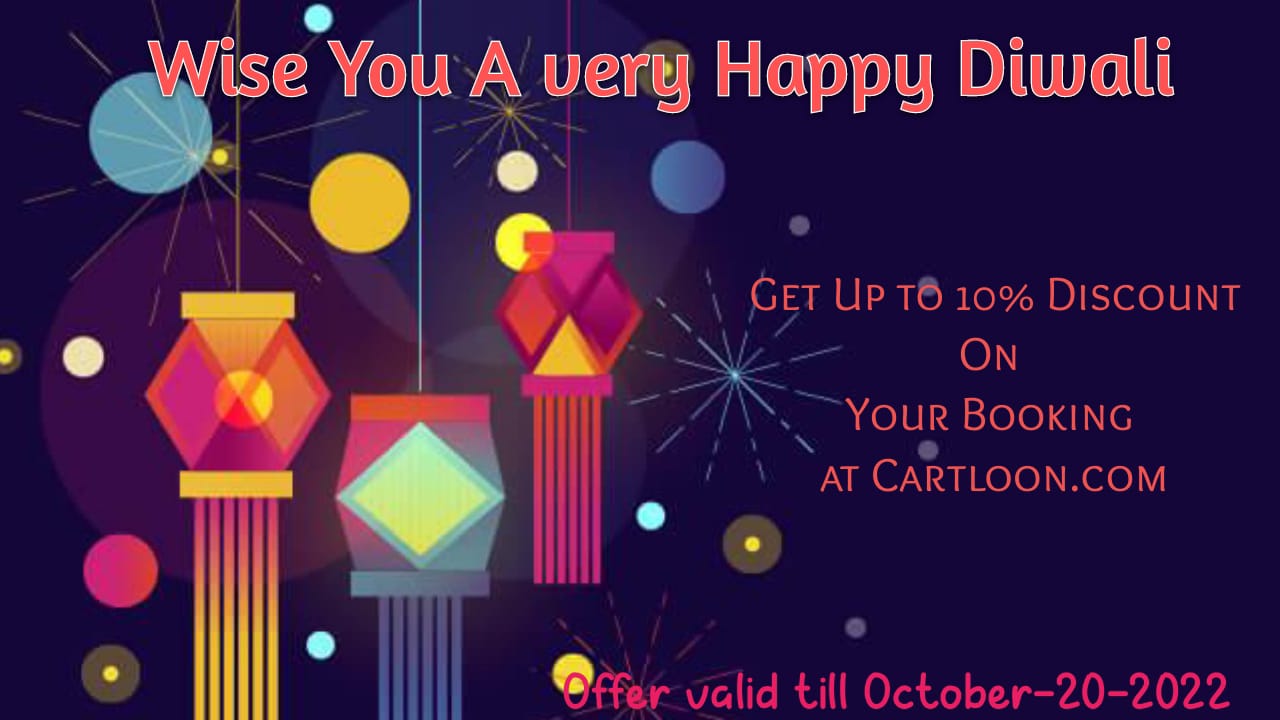 Wise You A very Happy Diwali
Get Up to 10% Discount
On
Your Booking
at Cartloon.com
Offer valid till October-20-2022